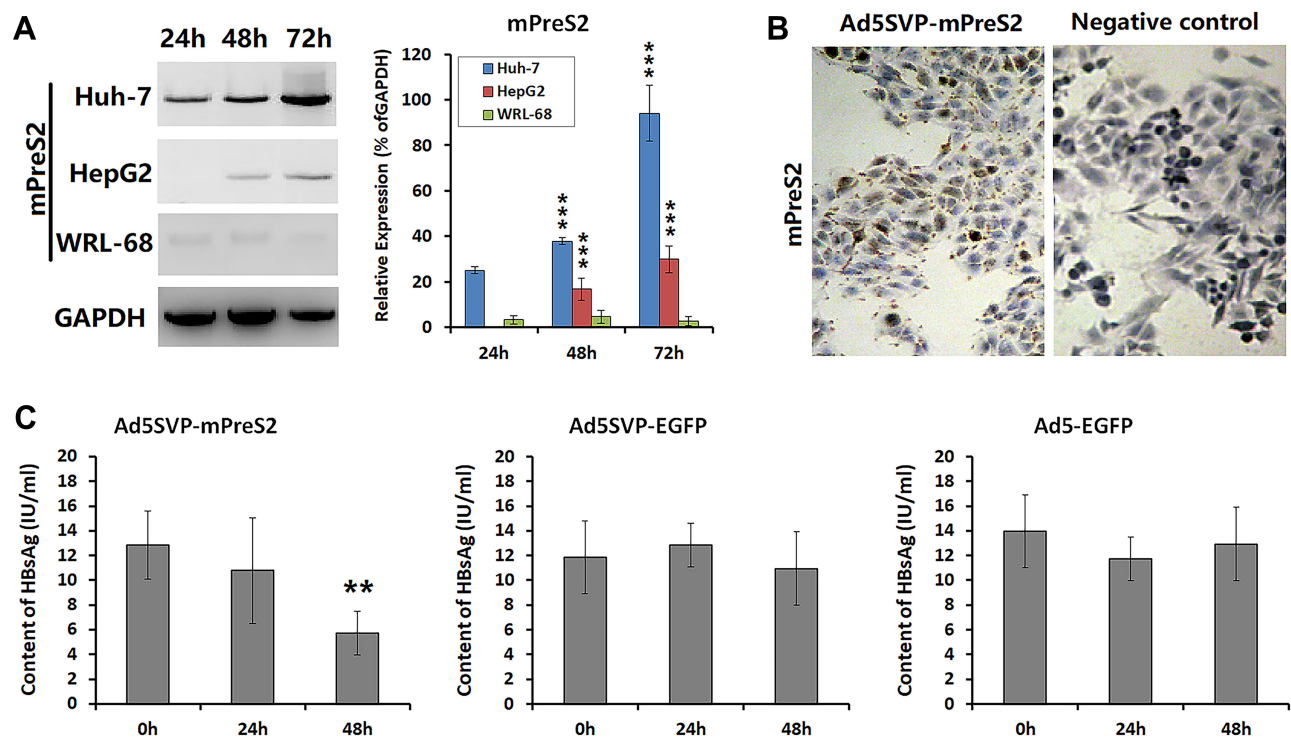 A
24h 48h 72h
mPreS2
Huh-7
HepG2
WRL-68
GAPDH
mPreS2
Relative Expression (% ofGAPDH)
120
100
80
60
40
20
0
Huh-7
HepG2
WRL-68
***
***
***
***
24h 48h 72h
B
Ad5SVP-mPreS2 Negative control
mPreS2
C
Ad5SVP-mPreS2
Content of HBsAg (IU/ml)
20
18
16
14
12
10
8
6
4
2
0
**
0h 24h 48h
Ad5SVP-EGFP
Content of HBsAg (IU/ml)
20
18
16
14
12
10
8
6
4
2
0
0h 24h 48h
Ad5-EGFP
Content of HBsAg (IU/ml)
20
18
16
14
12
10
8
6
4
2
0
0h 24h 48h